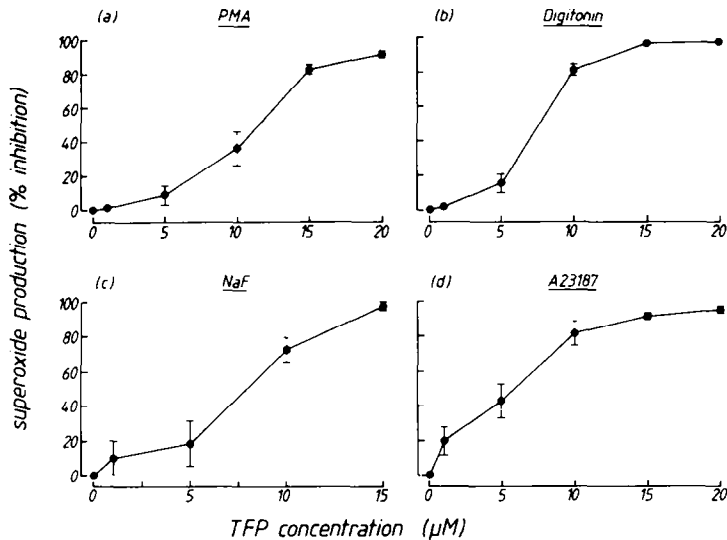 (a) PMA
(b) Digitonin
100
80
60
40
20
0
0 5 10 15 20
0 5 10 15 20
(c) NaF
(d) A23187
100
80
60
40
20
0
0 5 10 15
0 5 10 15 20
superoxide production (% inhibition)
TFP concentration (μM)